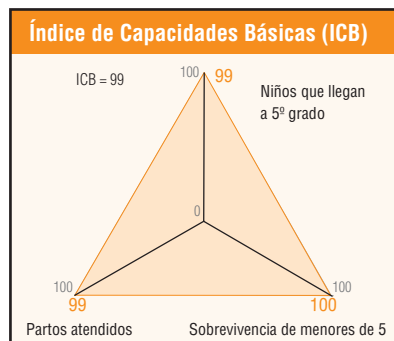 Índice de Capacidades Básicas (ICB)
ICB = 99
100
99
Niños que llegan
a 5º grado
0
100
99
100
100
Partos atendidos
Sobrevivencia de menores de 5